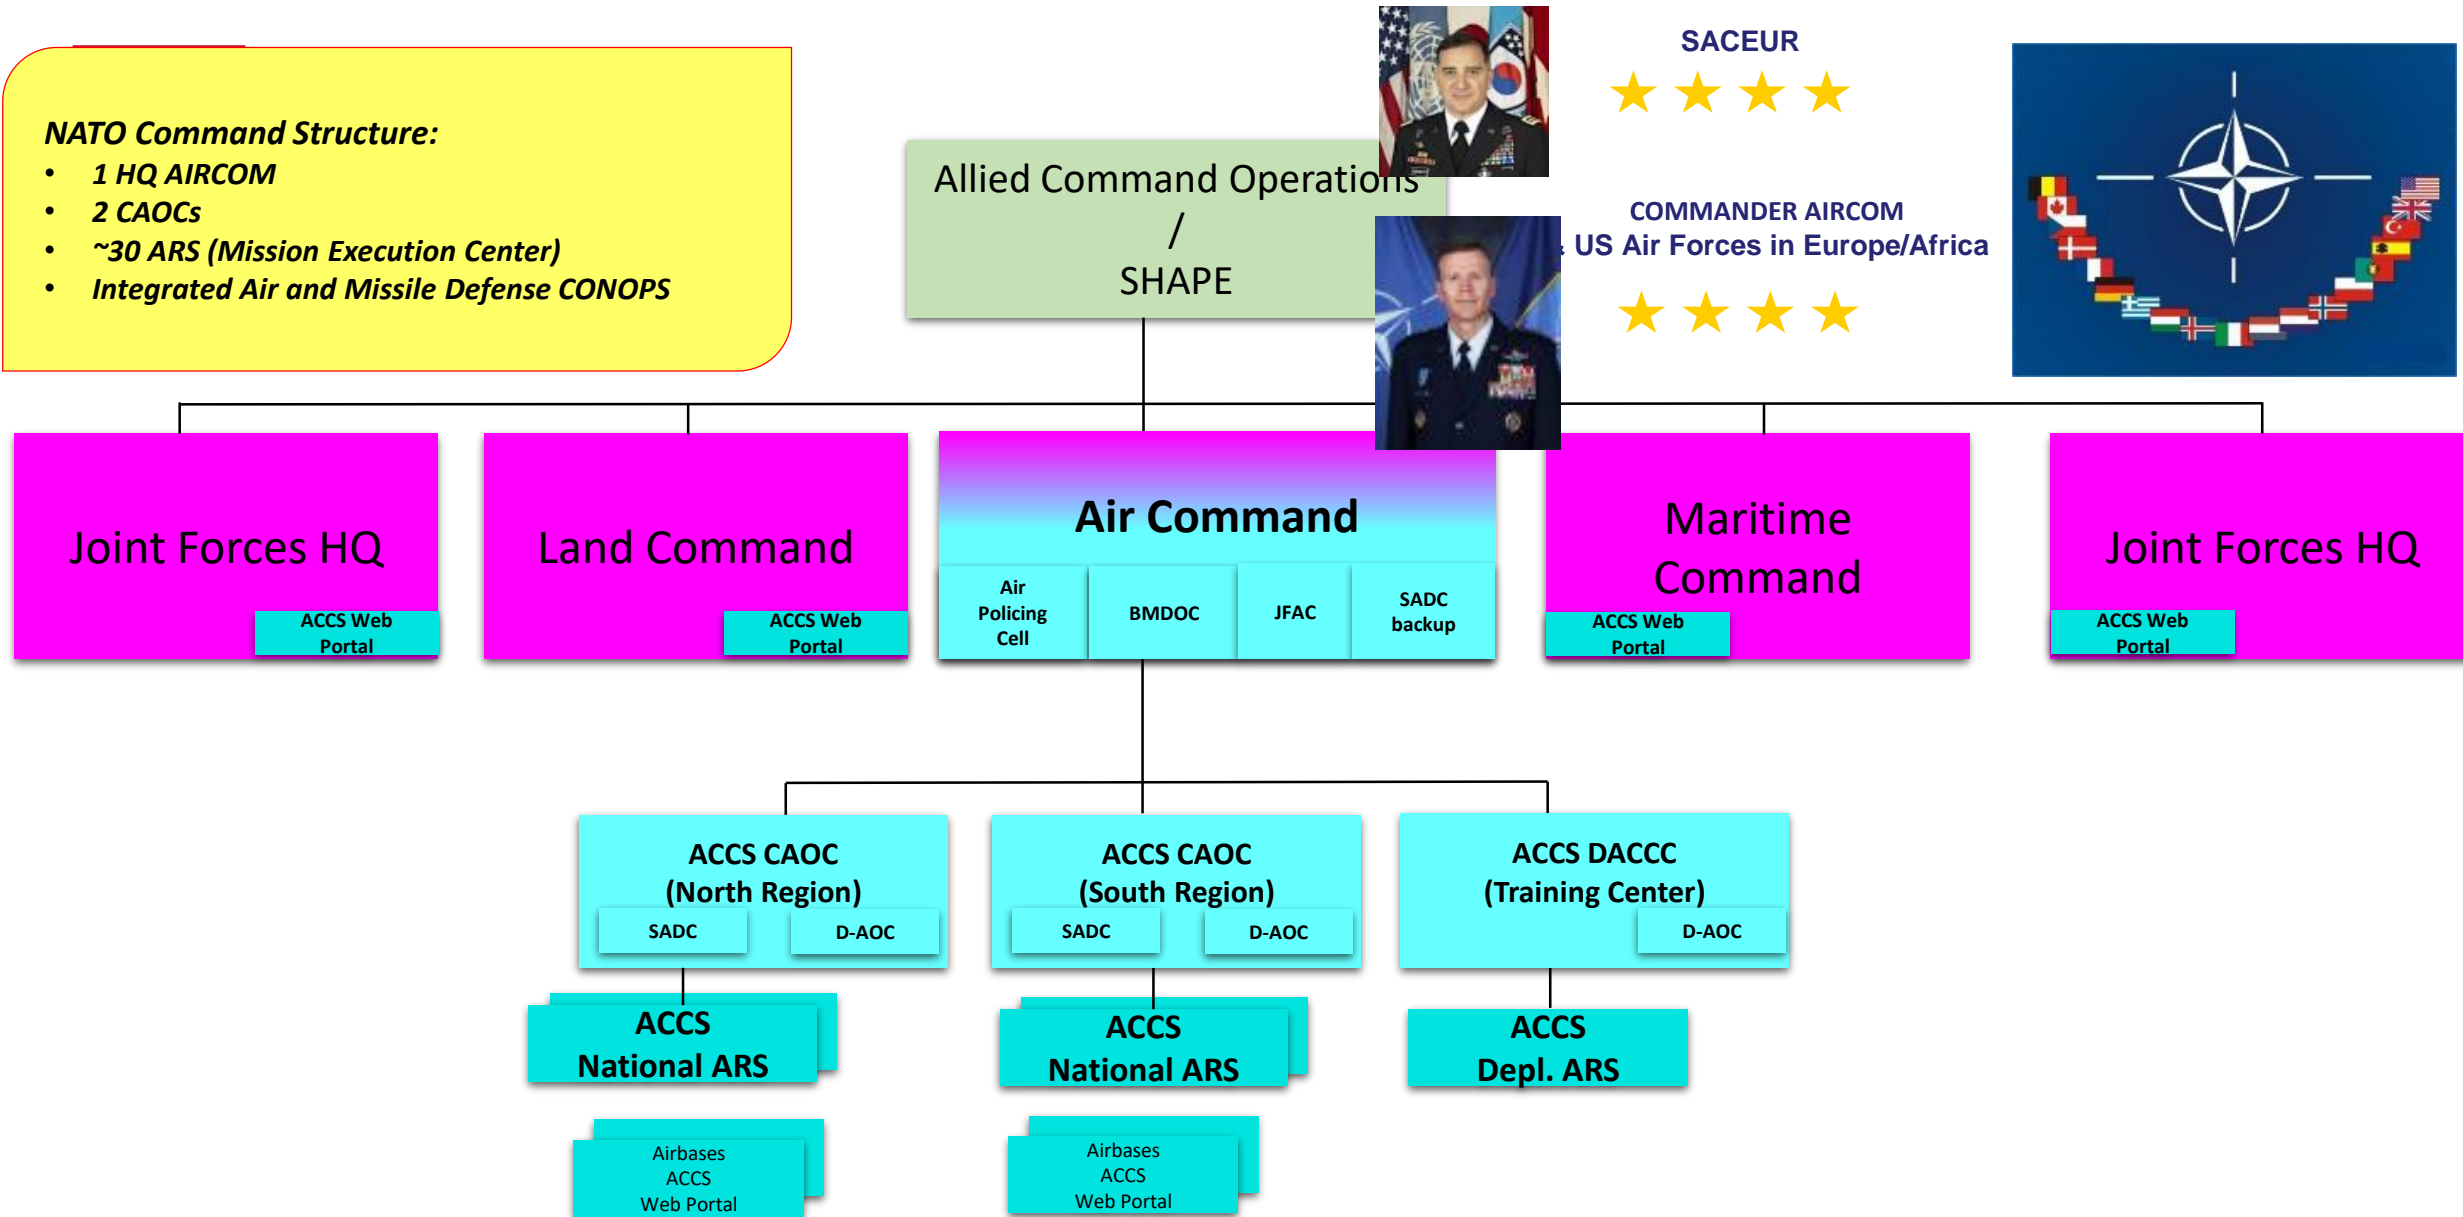 NATO Command Structure:
• 1 HQ AIRCOM
• 2 CAOCs
• ~30 ARS (Mission Execution Center)
• Integrated Air and Missile Defense CONOPS
SACEUR
Allied Command Operations
/
SHAPE
COMMANDER AIRCOM
US Air Forces in Europe/Africa
Joint Forces HQ
ACCS Web
Portal
Land Command
ACCS Web
Portal
Air Command
Air
Policing
Cell
BMDOC
JFAC
SADC
backup
Maritime
Command
ACCS Web
Portal
Joint Forces HQ
ACCS Web
Portal
ACCS CAOC
(North Region)
SADC
D-AOC
ACCS CAOC
(South Region)
SADC
D-AOC
ACCS DACCC
(Training Center)
D-AOC
ACCS
National ARS
ACCS
National ARS
ACCS
Depl. ARS
Airbases
ACCS
Web Portal
Airbases
ACCS
Web Portal